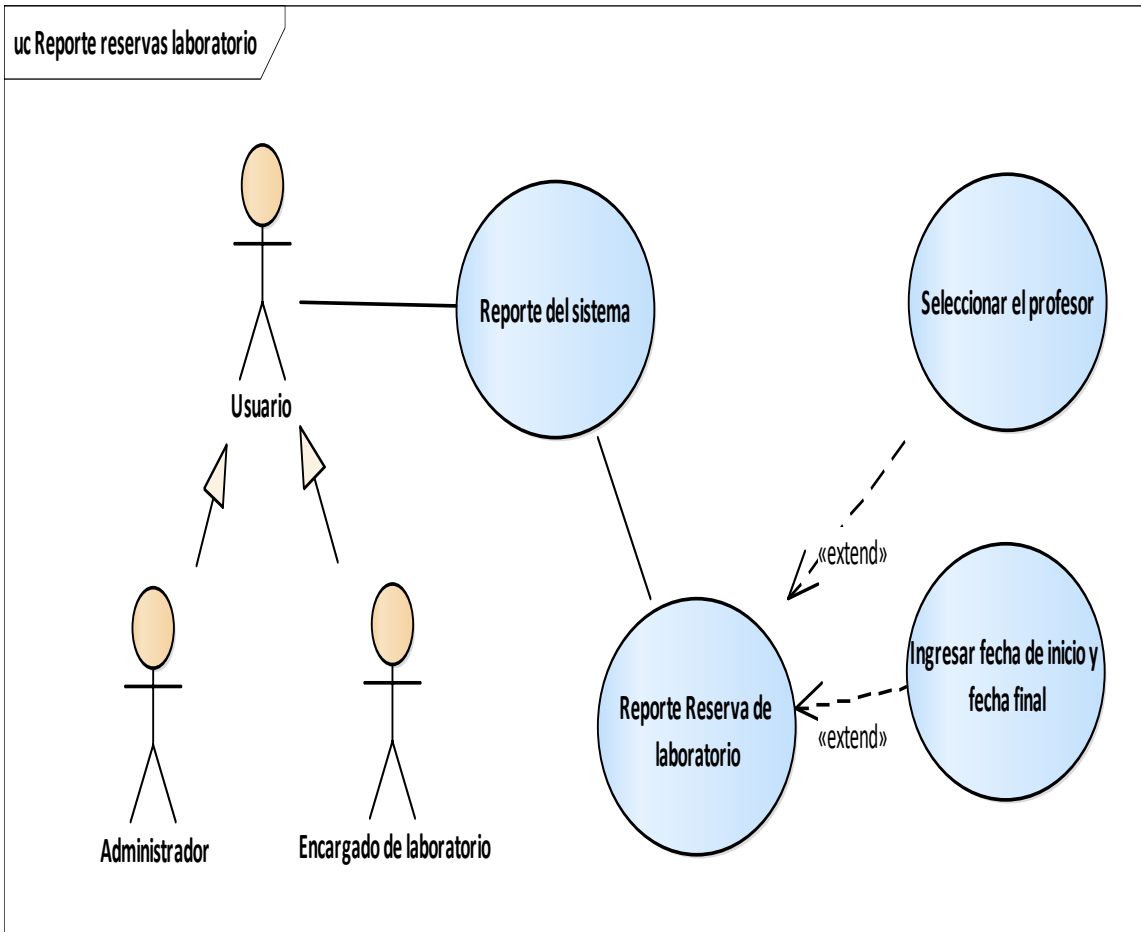 uc Reporte reservas laboratorio
Usuario
Reporte del sistema
Seleccionar el profesor
«extend»
Ingresar fecha de inicio y
fecha final
«extend»
Reporte Reserva de
laboratorio
Administrador
Encargado de laboratorio